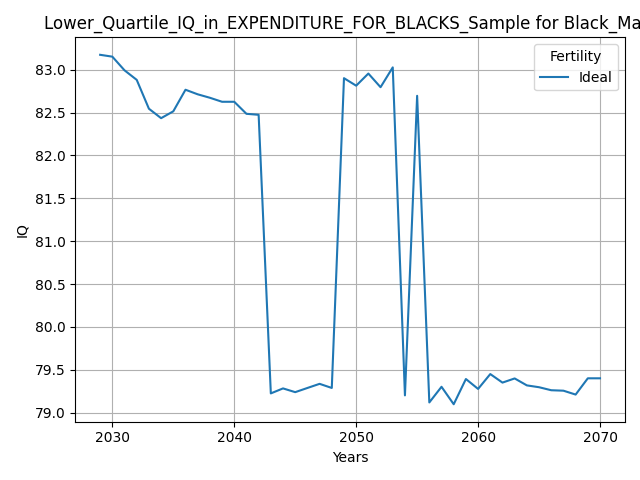 Lower_Quartile_IQ_in_EXPENDITURE_FOR_BLACKS_Sample for Black_Ma
Fertility
Ideal
IQ
83.0
82.5
82.0
81.5
81.0
80.5
80.0
79.5
79.0
2030 2040 2050 2060 2070
Years